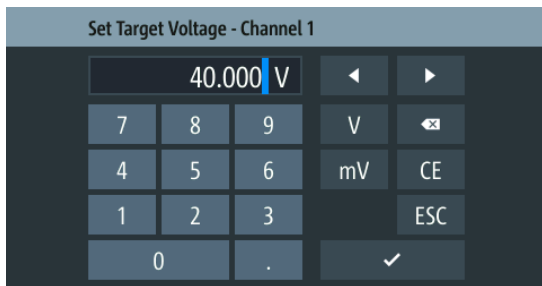 Set Target Voltage - Channel 1
40.000 V
7 8 9 V
4 5 6 mV CE
1 2 3 ESC
0 .